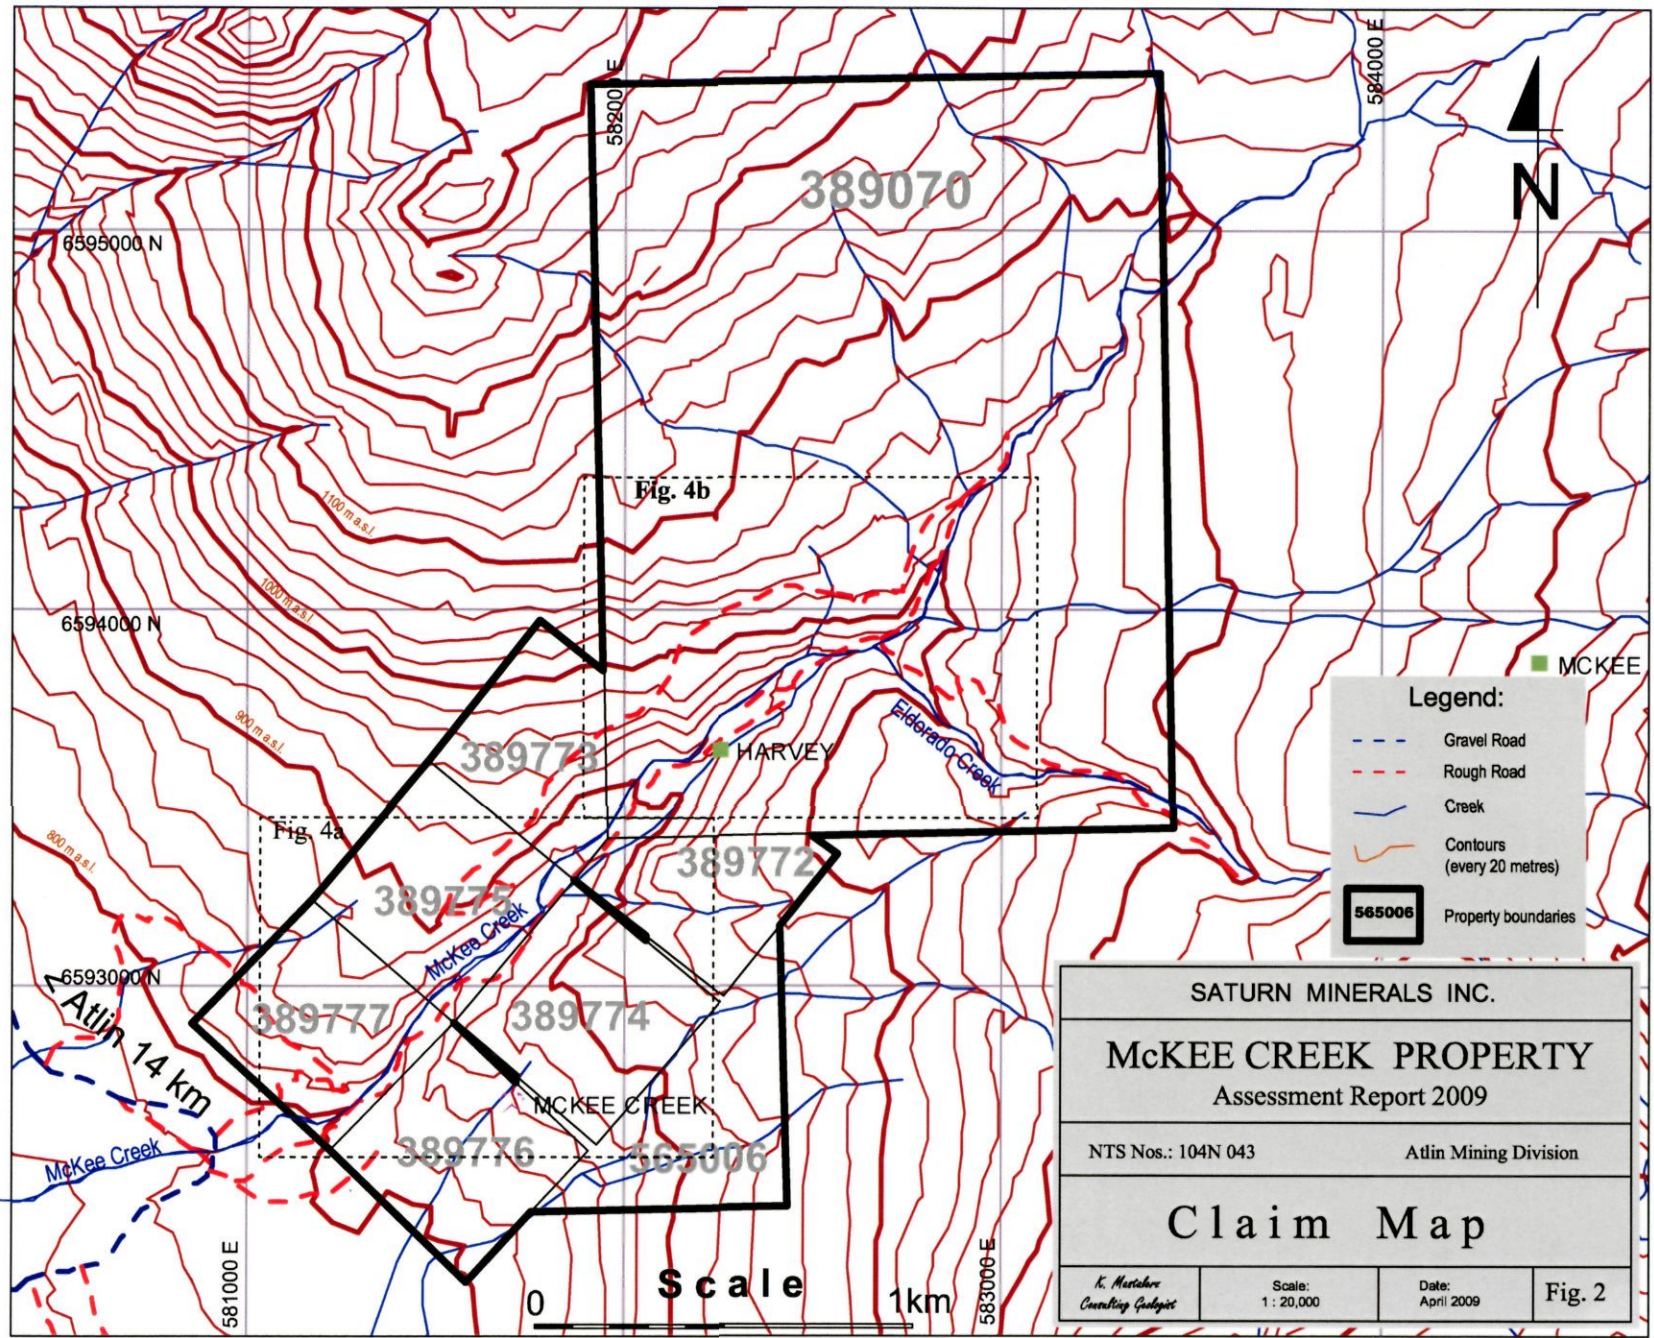 58200 E
584000 E
N
389070
6595000 N
Fig. 4b
1100 m a.s.l.
1000 m a.s.l.
6594000 N
MCKEE
900 m a.s.l.
389773
HARVEY
Eldorado Creek
Fig. 4a
800 m a.s.l.
389772
389775
McKee Creek
6593000 N
Atlin 14 km
389777
389774
MCKEE CREEK
McKee Creek
389776
565006
581000 E
583000 E
Scale
0
1km
Legend:
Gravel Road
Rough Road
Creek
Contours
(every 20 metres)
565006
Property boundaries
SATURN MINERALS INC.
McKEE CREEK PROPERTY
Assessment Report 2009
NTS Nos.: 104N 043
Atlin Mining Division
Claim Map
Consulting Geologist
Scale:
1 : 20,000
Date:
April 2009
Fig. 2